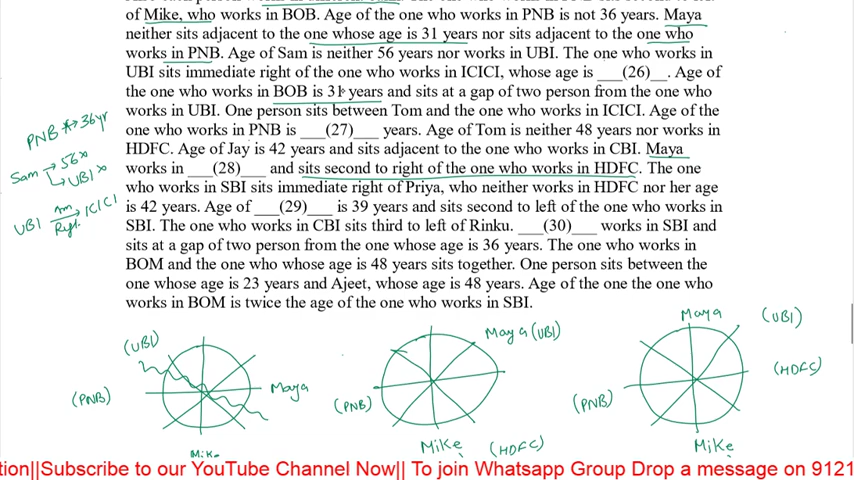 of Mike, who works in BOB. Age of the one who works in PNB is not 36 years. Maya
neither sits adjacent to the one whose age is 31 years nor sits adjacent to the one who
works in PNB. Age of Sam is neither 56 years nor works in UBI. The one who works in
UBI sits immediate right of the one who works in ICICI, whose age is ___(26)__. Age of
the one who works in BOB is 31 years and sits at a gap of two person from the one who
works in UBI. One person sits between Tom and the one who works in ICICI. Age of the
one who works in PNB is ___(27)___ years. Age of Tom is neither 48 years nor works in
HDFC. Age of Jay is 42 years and sits adjacent to the one who works in CBI. Maya
works in ___(28)___ and sits second to right of the one who works in HDFC. The one
who works in SBI sits immediate right of Priya, who neither works in HDFC nor her age
is 42 years. Age of ___(29)___ is 39 years and sits second to left of the one who works in
SBI. The one who works in CBI sits third to left of Rinku. ___(30)___ works in SBI and
sits at a gap of two person from the one whose age is 36 years. The one who works in
BOM and the one who whose age is 48 years sits together. One person sits between the
one whose age is 23 years and Ajeet, whose age is 48 years. Age of the one the one who
works in BOM is twice the age of the one who works in SBI.
PNB 36yr
Sam → 56 x
↳ UBI x
UBI Imm Right ICICI
(UBI)
(PNB)
Maya
Mike
Maya (UBI)
(PNB)
Mike (HDFC)
Maya
(UBI)
(HDFC)
(PNB)
Mike
tion||Subscribe to our YouTube Channel Now|| To join Whatsapp Group Drop a message on 9121